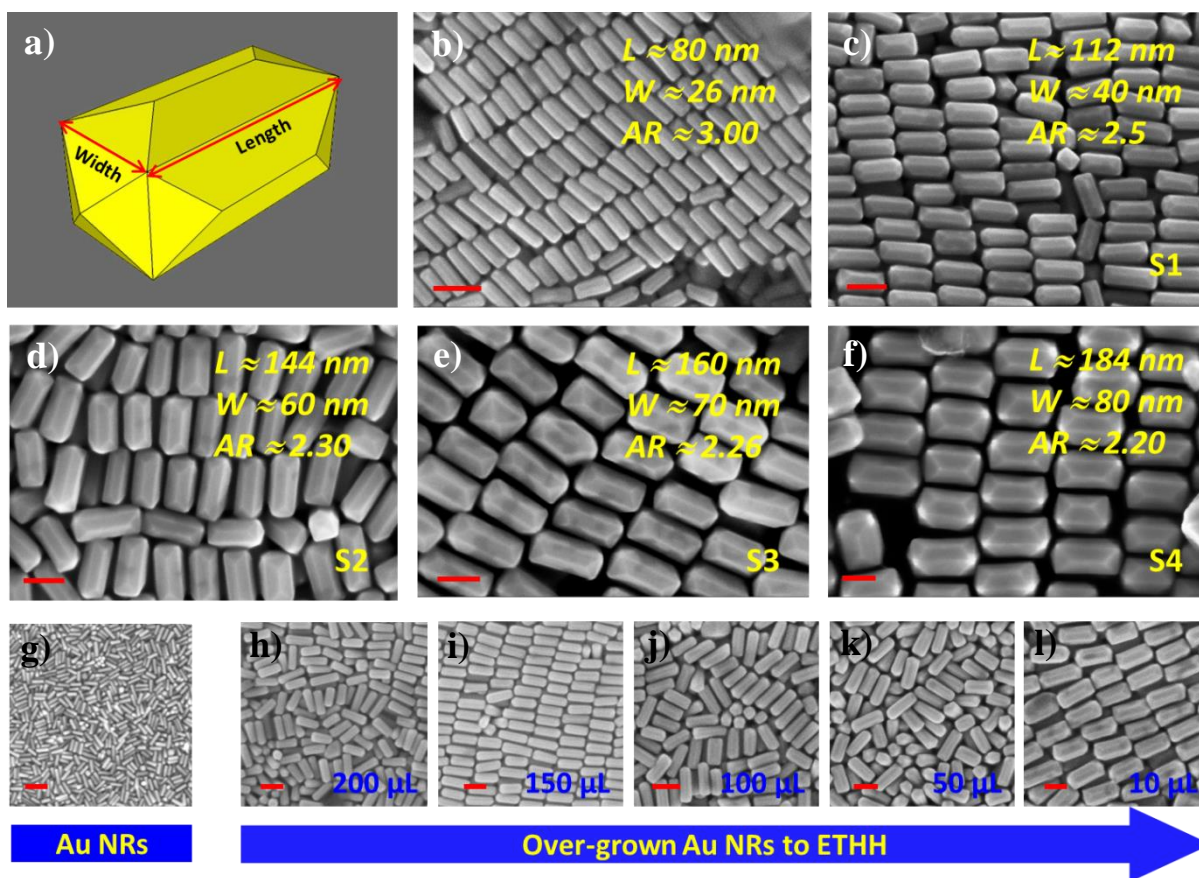 a)
Width
Length
b)
L ≈ 80 nm
W ≈ 26 nm
AR ≈ 3.00
c)
L ≈ 112 nm
W ≈ 40 nm
AR ≈ 2.5
S1
d)
L ≈ 144 nm
W ≈ 60 nm
AR ≈ 2.30
S2
e)
L ≈ 160 nm
W ≈ 70 nm
AR ≈ 2.26
S3
f)
L ≈ 184 nm
W ≈ 80 nm
AR ≈ 2.20
S4
g)
h)
200 µL
i)
150 µL
j)
100 µL
k)
50 µL
l)
10 µL
Au NRs
Over-grown Au NRs to ETHH